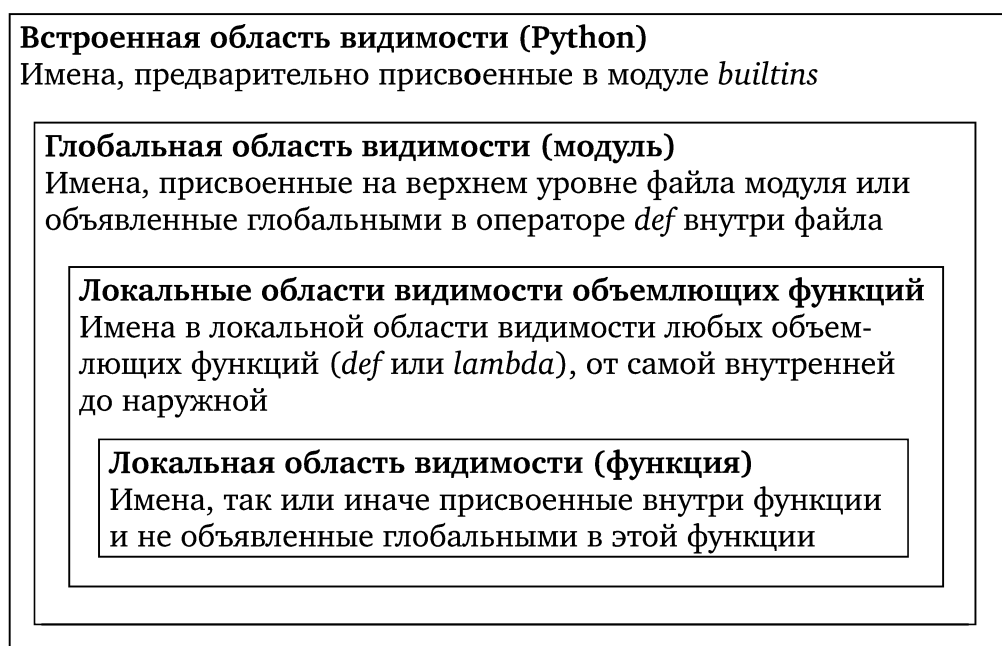 Встроенная область видимости (Python)
Имена, предварительно присвоенные в модуле builtins
Глобальная область видимости (модуль)
Имена, присвоенные на верхнем уровне файла модуля или
объявленные глобальными в операторе def внутри файла
Локальные области видимости объемлющих функций
Имена в локальной области видимости любых объем-
лющих функций (def или lambda), от самой внутренней
до наружной
Локальная область видимости (функция)
Имена, так или иначе присвоенные внутри функции
и не объявленные глобальными в этой функции